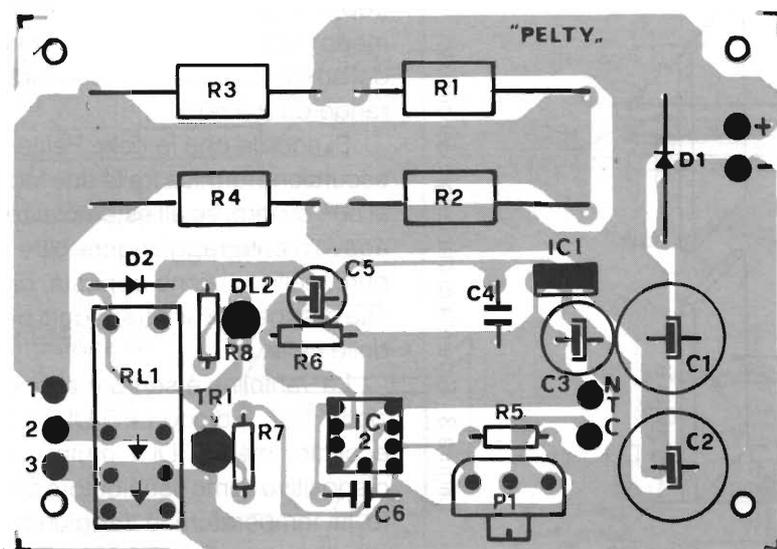 "PELTY„
R3
R1
+
-
D1
R4
R2
D2
C5
IC1
DL2
C4
R8
R6
C3
C1
RL1
1
2
3
TR1
R7
IC
2
R5
NTC
C2
P1
C6